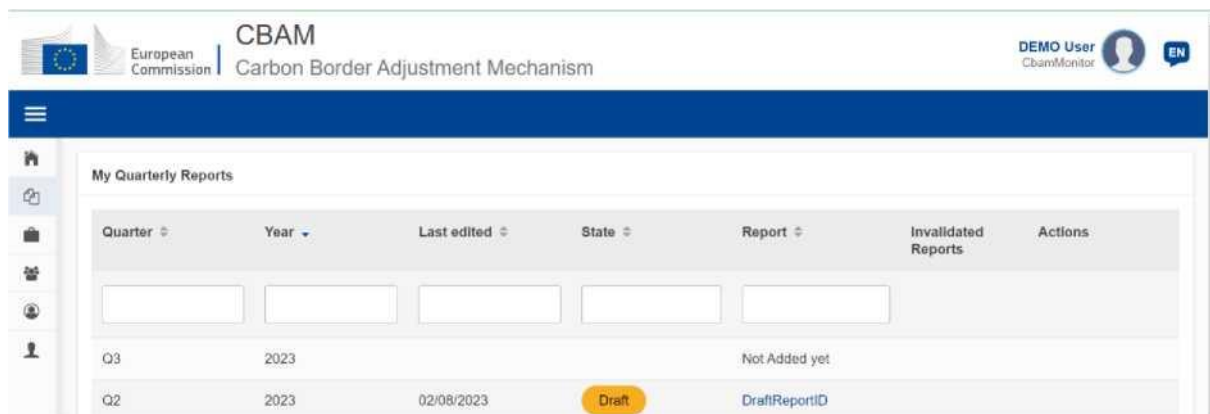 European
Commission
CBAM
Carbon Border Adjustment Mechanism
DEMO User
CbamMonitor
EN
My Quarterly Reports
Quarter Year Last edited State Report Invalidated Reports Actions
Q3 2023 Not Added yet
Q2 2023 02/08/2023 Draft DraftReportID